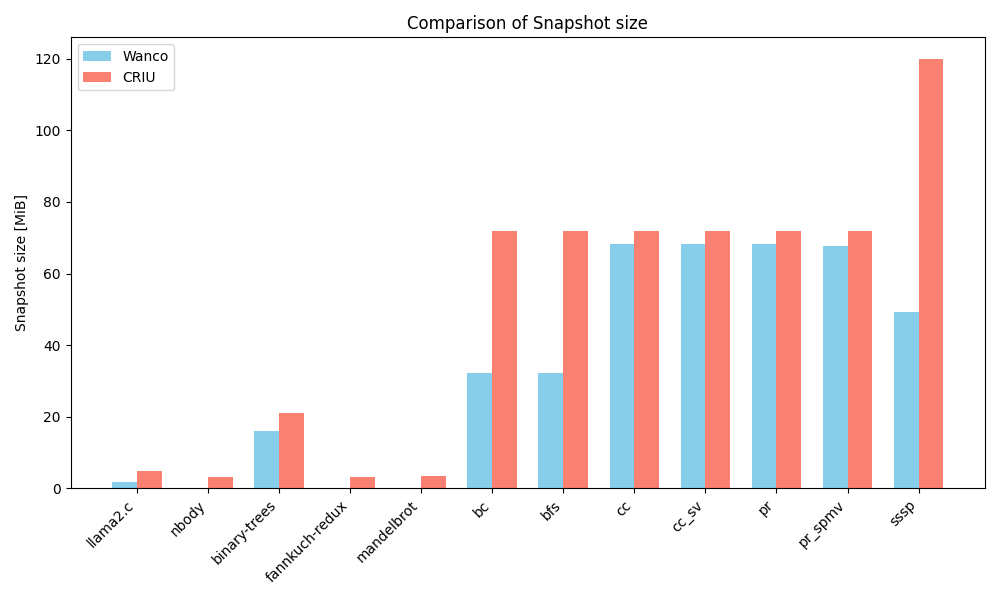 Comparison of Snapshot size
Wanco
CRIU
Snapshot size [MiB]
120
100
80
60
40
20
0
llama2.c
nbody
binary-trees
fannkuch-redux
mandelbrot
bc
bfs
cc
cc_sv
pr
pr_spmv
sssp